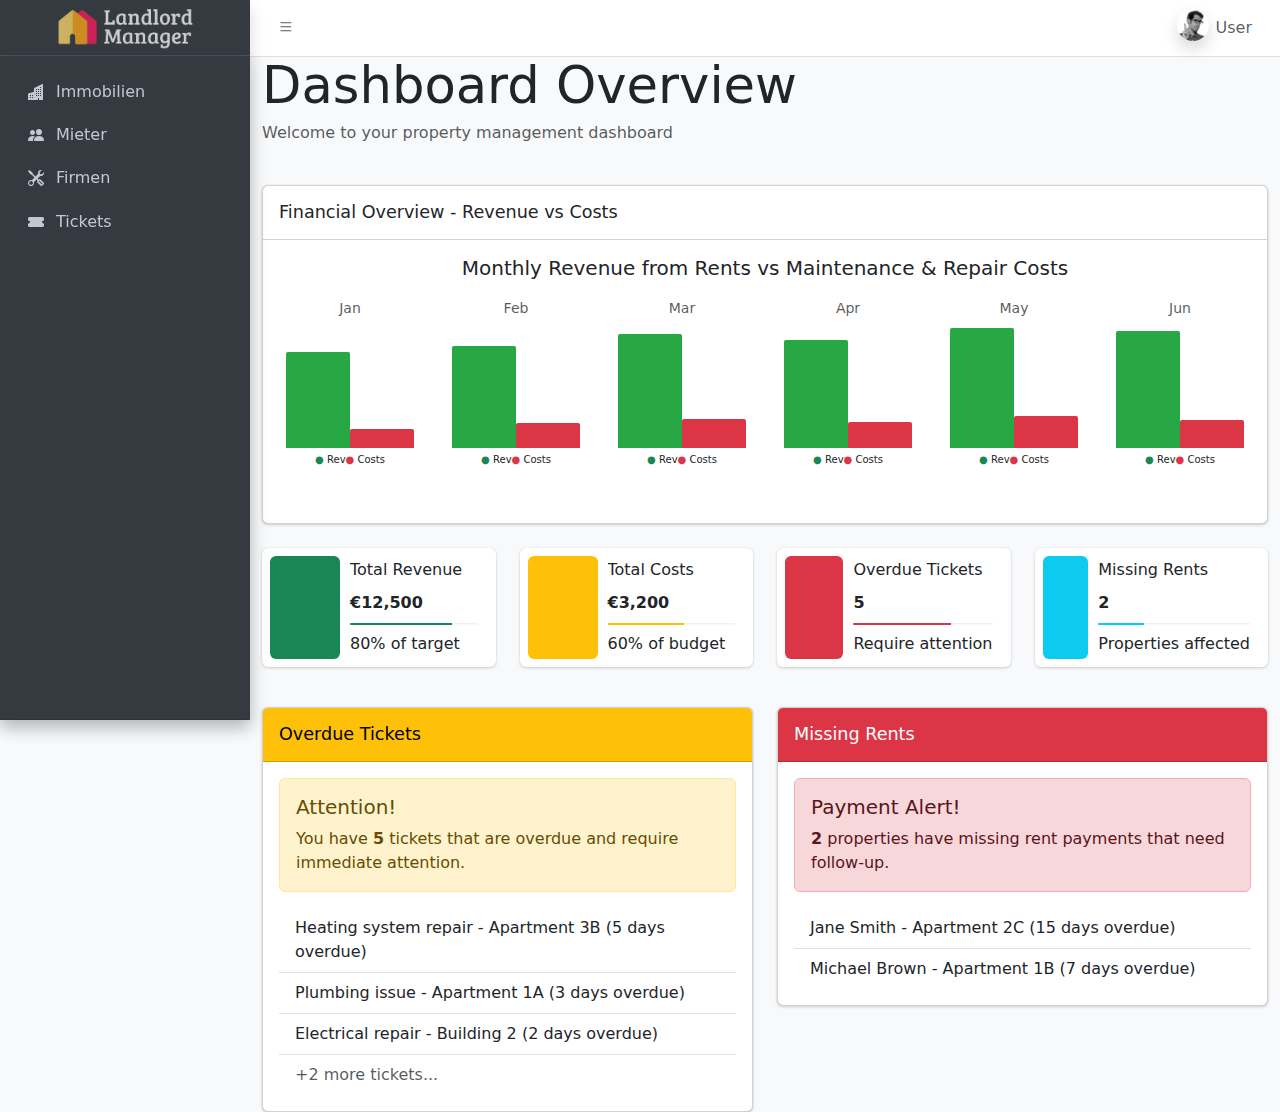 Landlord
Manager
User
Immobilien
Mieter
Firmen
Tickets
Dashboard Overview
Welcome to your property management dashboard
Financial Overview - Revenue vs Costs
Monthly Revenue from Rents vs Maintenance & Repair Costs
Jan Feb Mar Apr May Jun
● Rev● Costs ● Rev● Costs ● Rev● Costs ● Rev● Costs ● Rev● Costs ● Rev● Costs
Total Revenue
€12,500
80% of target
Total Costs
€3,200
60% of budget
Overdue Tickets
5
Require attention
Missing Rents
2
Properties affected
Overdue Tickets
Attention!
You have 5 tickets that are overdue and require
immediate attention.
Heating system repair - Apartment 3B (5 days
overdue)
Plumbing issue - Apartment 1A (3 days overdue)
Electrical repair - Building 2 (2 days overdue)
+2 more tickets...
Missing Rents
Payment Alert!
2 properties have missing rent payments that need
follow-up.
Jane Smith - Apartment 2C (15 days overdue)
Michael Brown - Apartment 1B (7 days overdue)